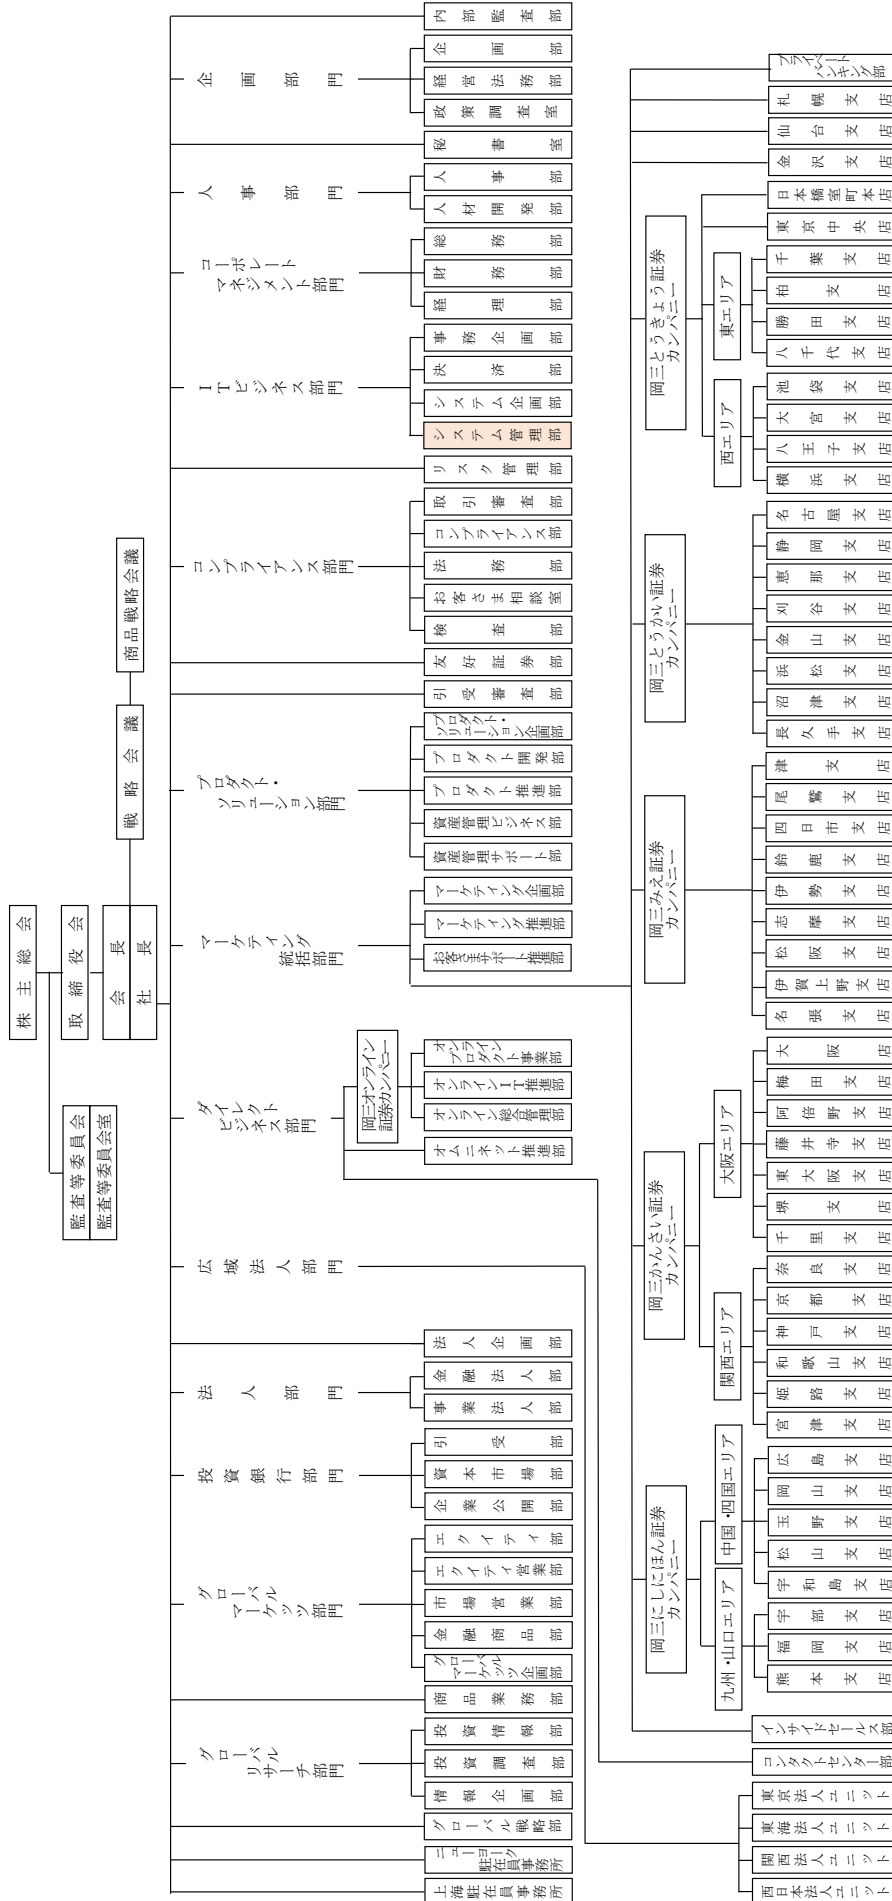 株主総会
取締役会
会長
社長
監査等委員会
監査等委員会室
戦略会議
商品戦略会議
内部監査部
企画部門
企画部
経営法務部
政策調査室
秘書室
人事部門
人事部
人材開発部
コーポレート
マネジメント部門
総務部
財務部
経理部
ITビジネス部門
事務企画部
決済部
システム企画部
システム管理部
リスク管理部
コンプライアンス部門
取引審査部
コンプライアンス部
法務部
お客さま相談室
検査部
友好証券部
引受審査部
プロダクト・
ソリューション部門
プロダクト・
ソリューション企画部
プロダクト開発部
プロダクト推進部
資産管理ビジネス部
資産管理サポート部
マーケティング
統括部門
マーケティング企画部
マーケティング推進部
お客さまサポート推進部
ダイレクト
ビジネス部門
岡三オンライン
証券カンパニー
オンライン
プロダクト事業部
オンラインIT推進部
オンライン総合管理部
オムニネット推進部
広域法人部門
法人企画部
法人部門
金融法人部
事業法人部
投資銀行部門
引受部
資本市場部
企業公開部
グローバル
マーケッツ部門
エクイティ部
エクイティ営業部
市場営業部
金融商品部
グローバル
マーケッツ企画部
商品業務部
グローバル
リサーチ部門
投資情報部
投資調査部
情報企画部
グローバル戦略部
ニューヨーク
駐在員事務所
上海駐在員事務所
プライベート
バンキング部
札幌支店
仙台支店
金沢支店
岡三とうきょう証券
カンパニー
日本橋室町本店
東京中央店
東エリア
千葉支店
柏支店
勝田支店
八千代支店
西エリア
池袋支店
大宮支店
八王子支店
横浜支店
岡三とうかい証券
カンパニー
名古屋支店
静岡支店
恵那支店
刈谷支店
金山支店
浜松支店
沼津支店
長久手支店
岡三みえ証券
カンパニー
津支店
尾鷲支店
四日市支店
鈴鹿支店
伊勢支店
志摩支店
松阪支店
伊賀上野支店
名張支店
岡三かんさい証券
カンパニー
大阪エリア
大阪店
梅田支店
阿倍野支店
藤井寺支店
東大阪支店
堺支店
千里支店
関西エリア
奈良支店
京都支店
神戸支店
和歌山支店
姫路支店
宮津支店
岡三にしにほん証券
カンパニー
中国・四国エリア
広島支店
岡山支店
玉野支店
松山支店
宇和島支店
九州・山口エリア
宇部支店
福岡支店
熊本支店
インサイドセールス部
コンタクトセンター部
東京法人ユニット
東海法人ユニット
関西法人ユニット
西日本法人ユニット